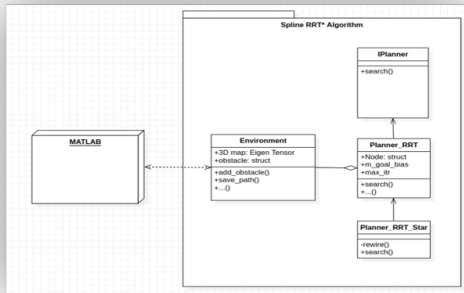 Spline RRT* Algorithm
IPlanner
+search()
MATLAB
Environment
+3D map: Eigen Tensor
+obstacle: struct
+add_obstacle()
+save_path()
+...()
Planner_RRT
+Node: struct
+m_goal_bias
+max_itr
+search()
+...()
Planner_RRT_Star
-rewire()
+search()